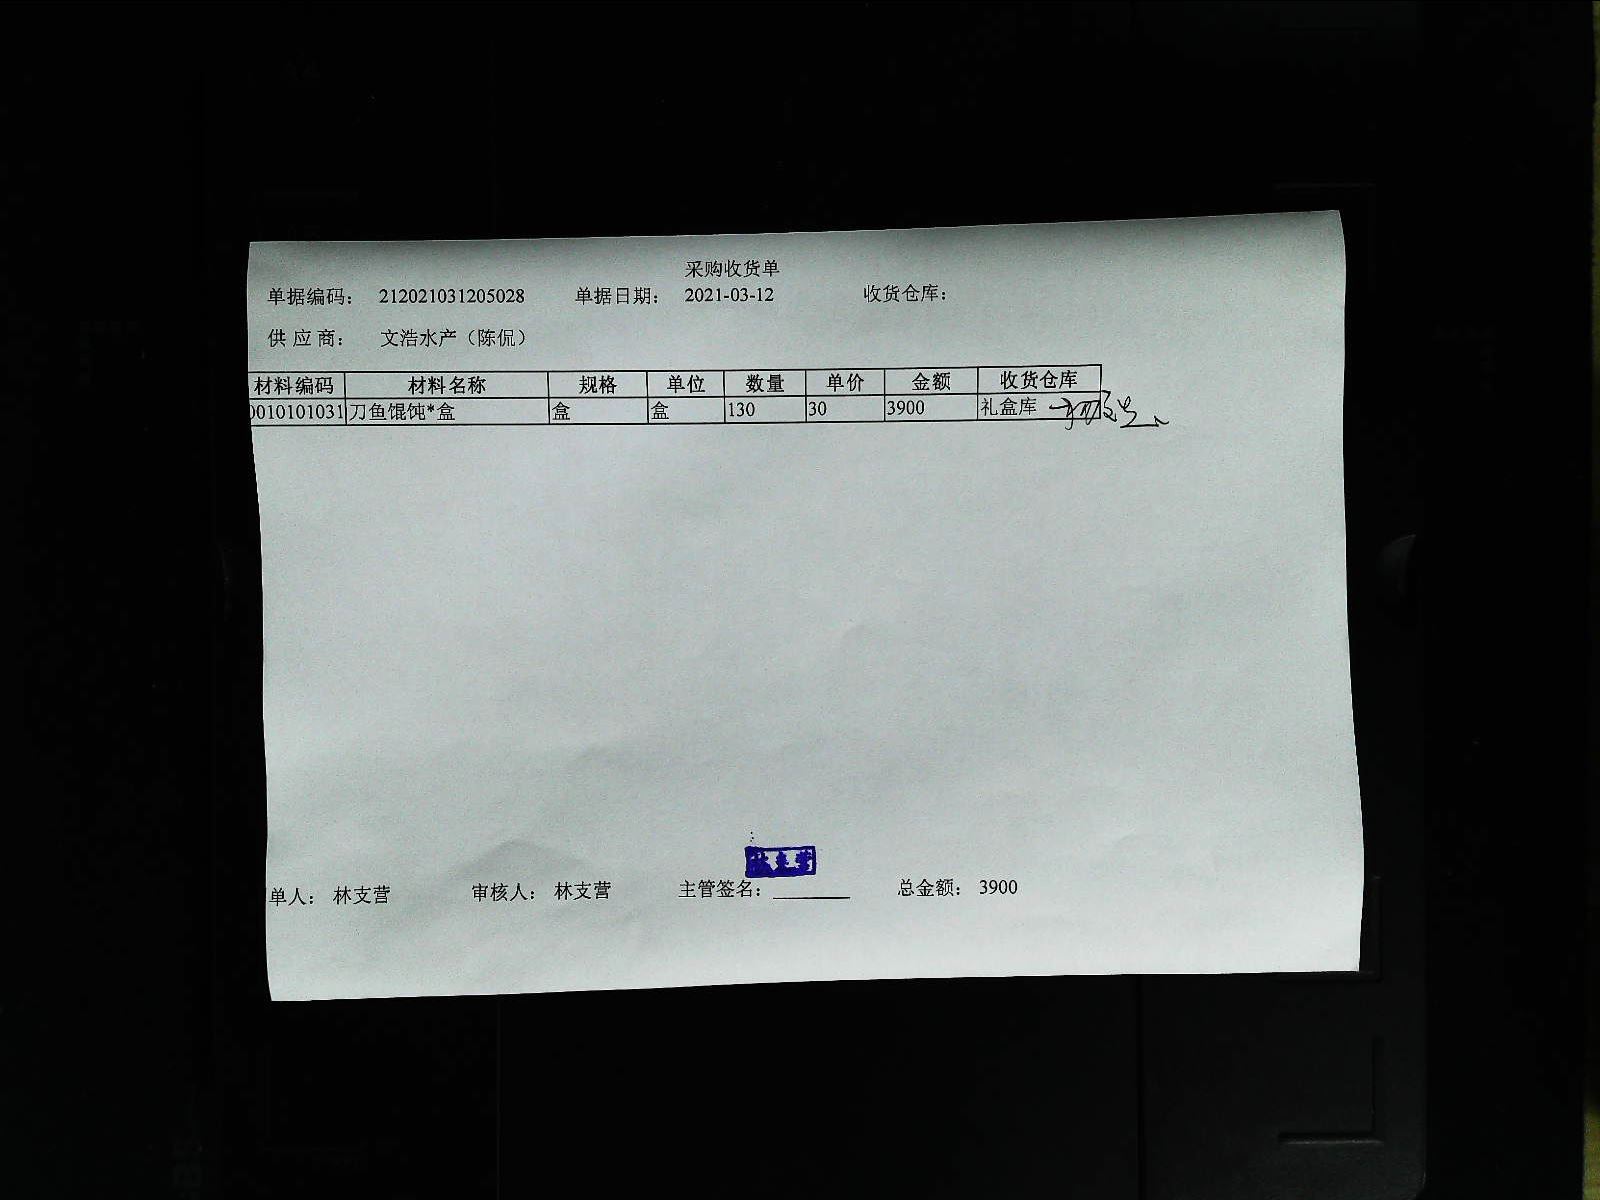 采购收货单
单据编码: 212021031205028 单据日期: 2021-03-12 收货仓库:
供 应 商: 文浩水产（陈侃）
材料编码 材料名称 规格 单位 数量 单价 金额 收货仓库
0010101031 刀鱼馄饨*盒 盒 盒 130 30 3900 礼盒库
林支营
单人: 林支营 审核人: 林支营 主管签名: 总金额: 3900